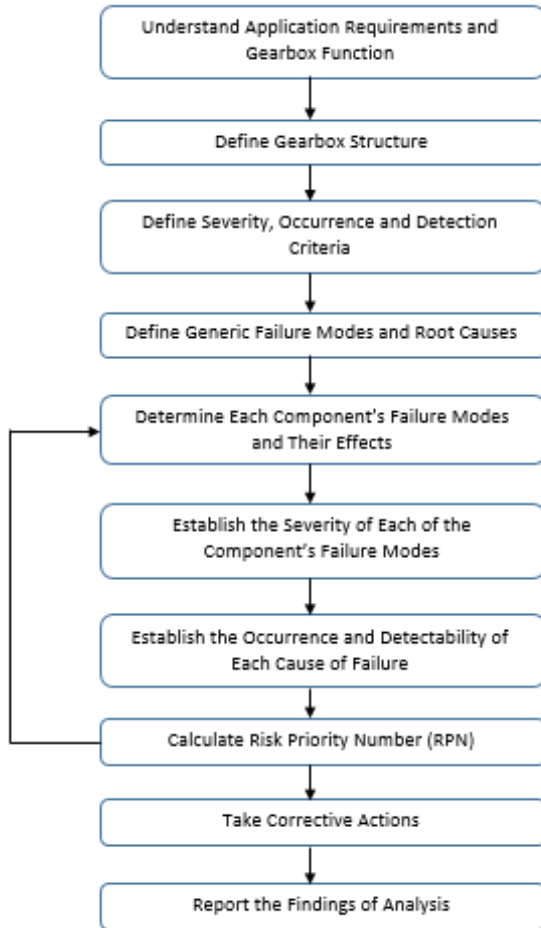 Understand Application Requirements and
Gearbox Function
Define Gearbox Structure
Define Severity, Occurrence and Detection
Criteria
Define Generic Failure Modes and Root Causes
Determine Each Component's Failure Modes
and Their Effects
Establish the Severity of Each of the
Component's Failure Modes
Establish the Occurrence and Detectability of
Each Cause of Failure
Calculate Risk Priority Number (RPN)
Take Corrective Actions
Report the Findings of Analysis